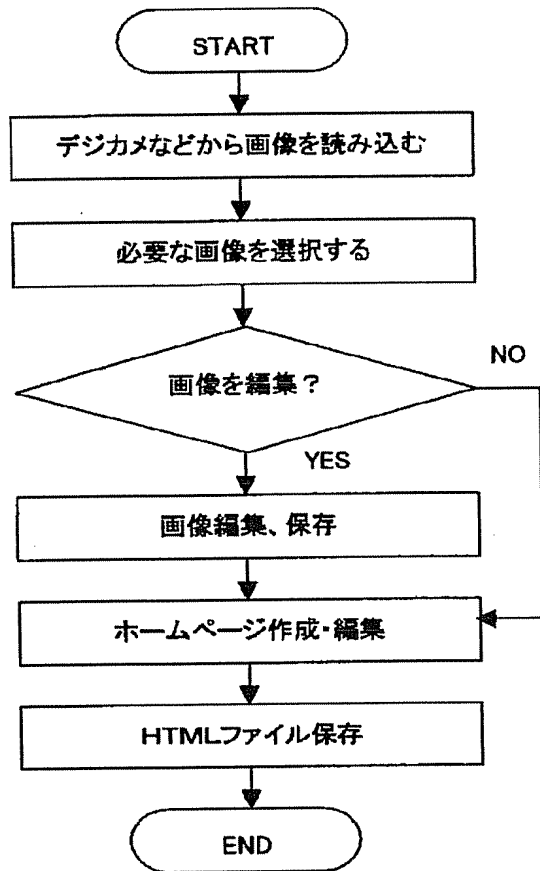 START
デジカメなどから画像を読み込む
必要な画像を選択する
画像を編集？
NO
YES
画像編集、保存
ホームページ作成・編集
HTMLファイル保存
END